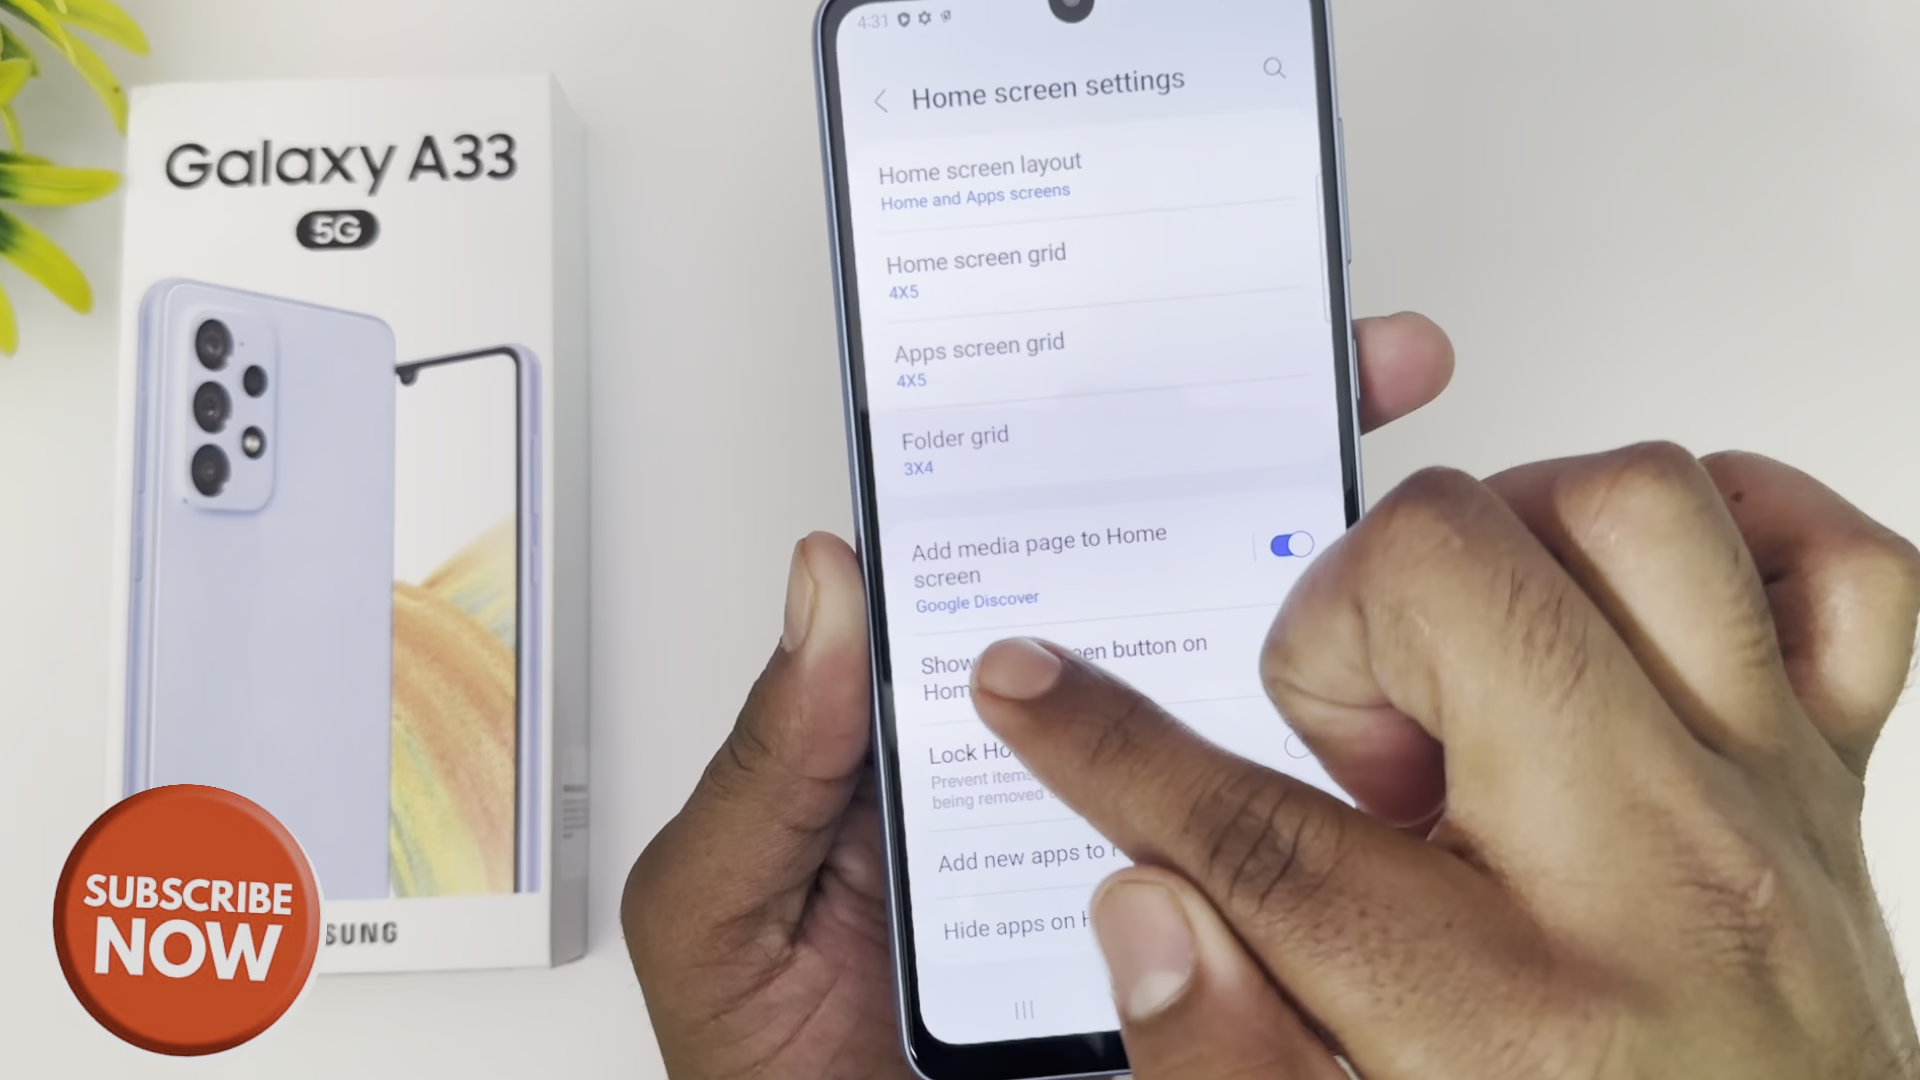 Galaxy A33
5G
SUNG
SUBSCRIBE
NOW
4:31
Home screen settings
Home screen layout
Home and Apps screens
Home screen grid
4X5
Apps screen grid
4X5
Folder grid
3X4
Add media page to Home
screen
Google Discover
Show een button on
Hom
Lock Ho
Prevent items
being removed
Add new apps to
Hide apps on